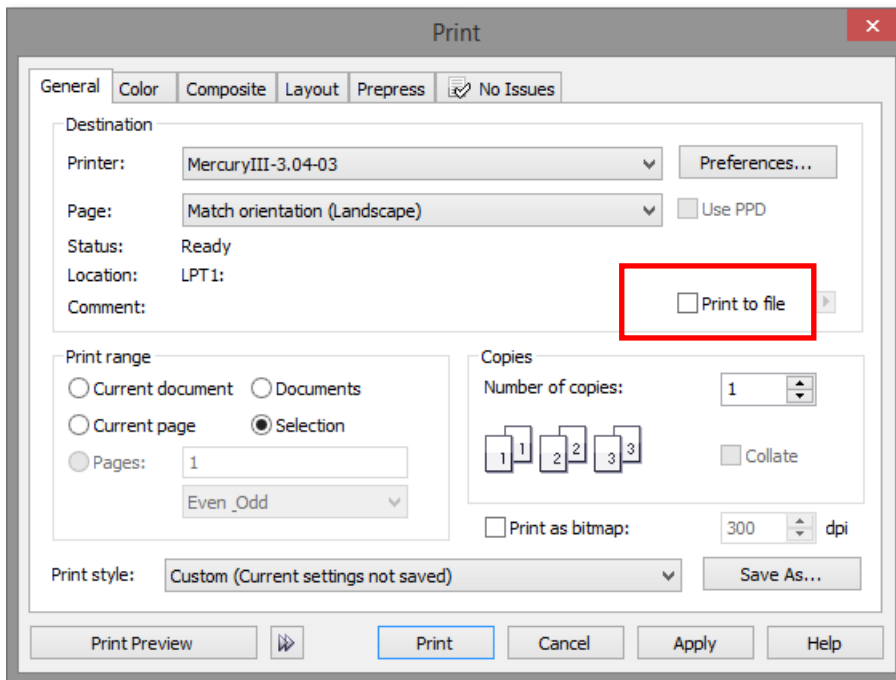 Print
General Color Composite Layout Prepress No Issues
Destination
Printer: MercuryIII-3.04-03 Preferences...
Page: Match orientation (Landscape) Use PPD
Status: Ready
Location: LPT1:
Comment: Print to file
Print range Copies
Current document Documents Number of copies: 1
Current page Selection
1 1 2 2 3 3 Collate
Pages: 1
Even _Odd
Print as bitmap: 300 dpi
Print style: Custom (Current settings not saved) Save As...
Print Preview Print Cancel Apply Help